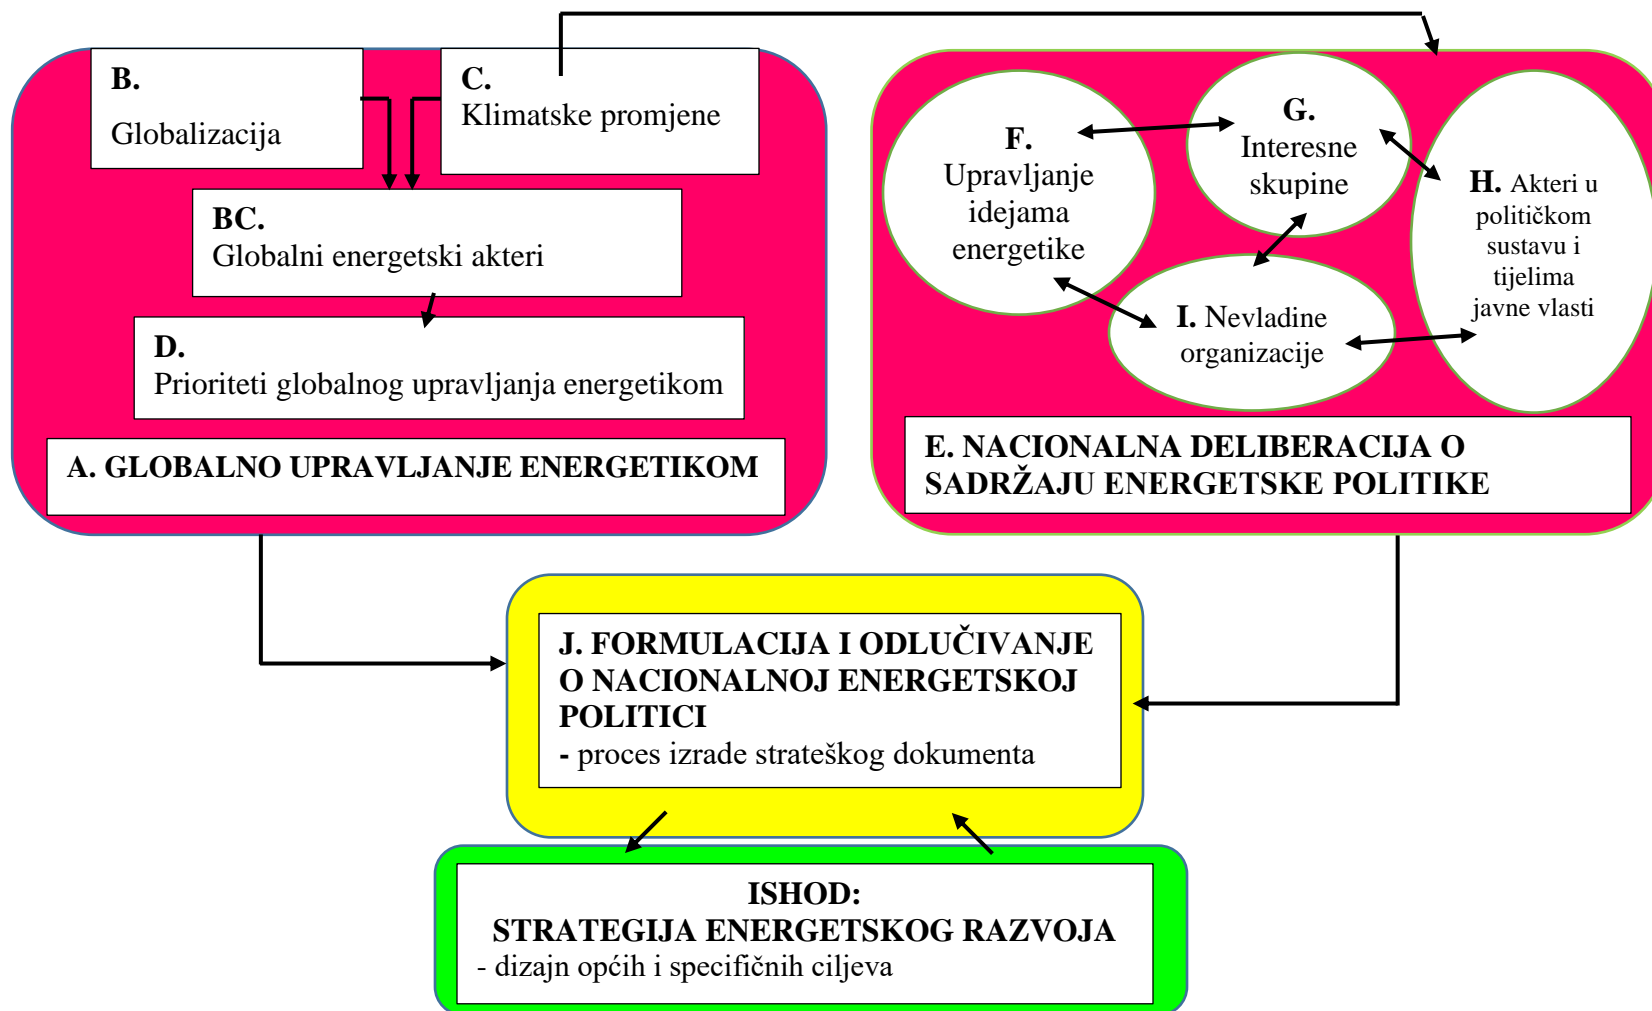 B.
Globalizacija
C.
Klimatske promjene
BC.
Globalni energetski akteri
D.
Prioriteti globalnog upravljanja energetikom
A. GLOBALNO UPRAVLJANJE ENERGETIKOM
F.
Upravljanje
idejama
energetike
G.
Interesne
skupine
H. Akteri u
političkom
sustavu i
tijelima
javne vlasti
I. Nevladine
organizacije
E. NACIONALNA DELIBERACIJA O
SADRŽAJU ENERGETSKE POLITIKE
J. FORMULACIJA I ODLUČIVANJE
O NACIONALNOJ ENERGETSKOJ
POLITICI
- proces izrade strateškog dokumenta
ISHOD:
STRATEGIJA ENERGETSKOG RAZVOJA
- dizajn općih i specifičnih ciljeva